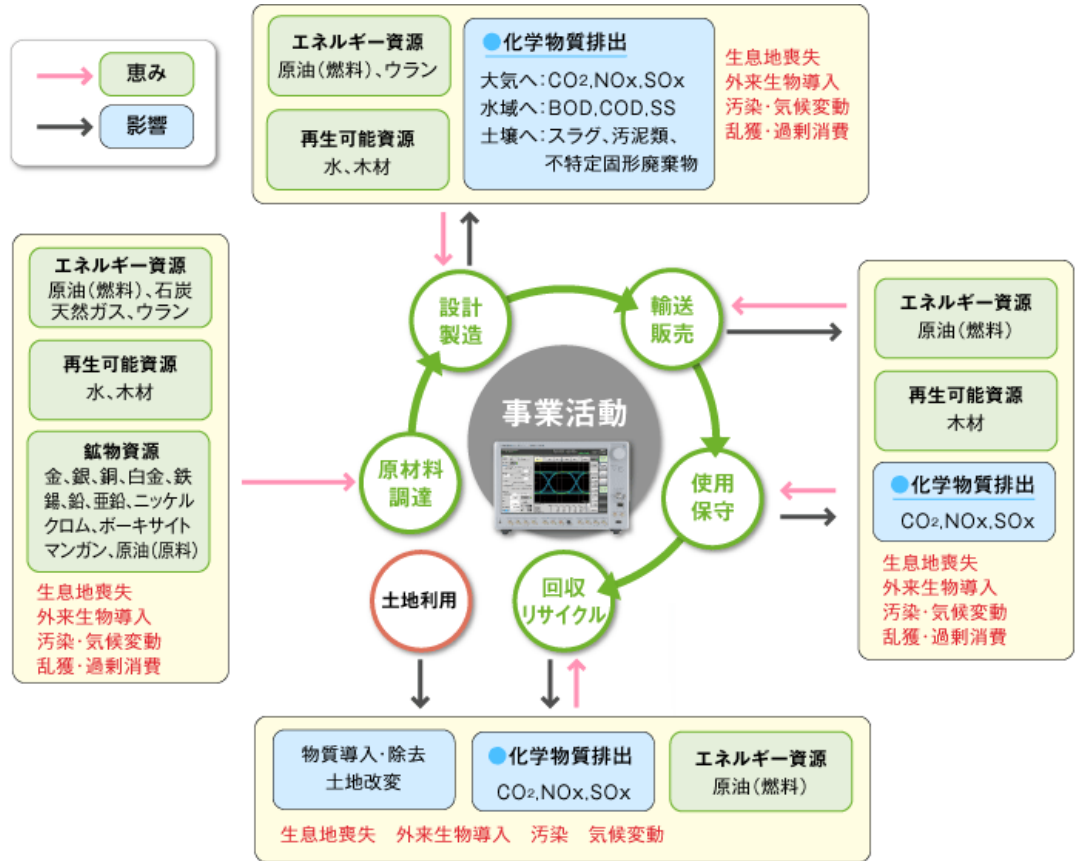 恵み
影響
エネルギー資源
原油(燃料)、ウラン
再生可能資源
水、木材
●化学物質排出
大気へ:CO2,NOx,SOx
水域へ:BOD,COD,SS
土壌へ:スラグ、汚泥類、
不特定固形廃棄物
生息地喪失
外来生物導入
汚染・気候変動
乱獲・過剰消費
エネルギー資源
原油(燃料)、石炭
天然ガス、ウラン
再生可能資源
水、木材
鉱物資源
金、銀、銅、白金、鉄
錫、鉛、亜鉛、ニッケル
クロム、ボーキサイト
マンガン、原油(原料)
生息地喪失
外来生物導入
汚染・気候変動
乱獲・過剰消費
設計
製造
輸送
販売
事業活動
原材料
調達
使用
保守
土地利用
回収
リサイクル
エネルギー資源
原油(燃料)
再生可能資源
木材
●化学物質排出
CO2,NOx,SOx
生息地喪失
外来生物導入
汚染・気候変動
乱獲・過剰消費
物質導入・除去
土地改変
●化学物質排出
CO2,NOx,SOx
エネルギー資源
原油(燃料)
生息地喪失 外来生物導入 汚染 気候変動